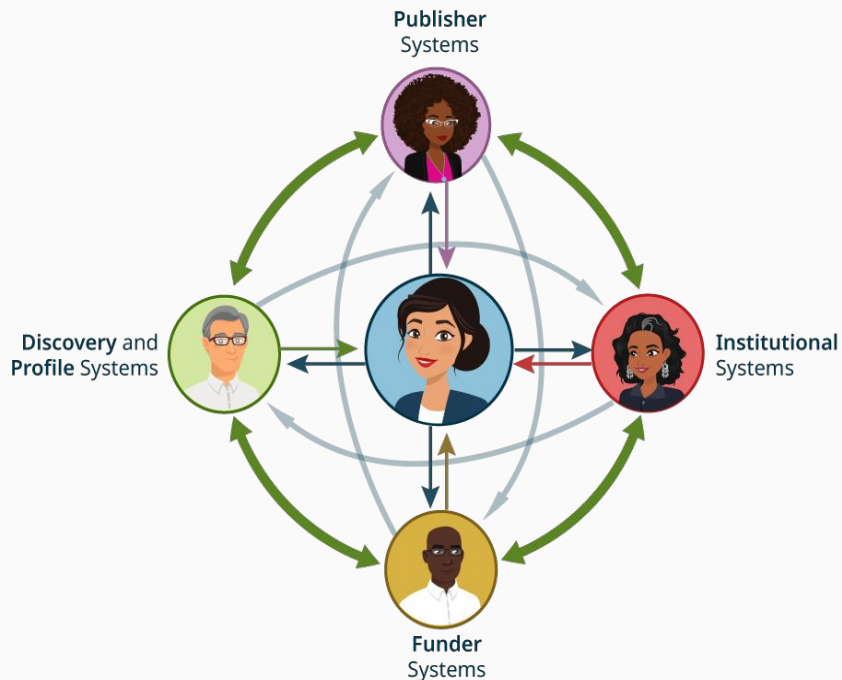 Publisher
Systems
Discovery and
Profile Systems
Institutional
Systems
Funder
Systems